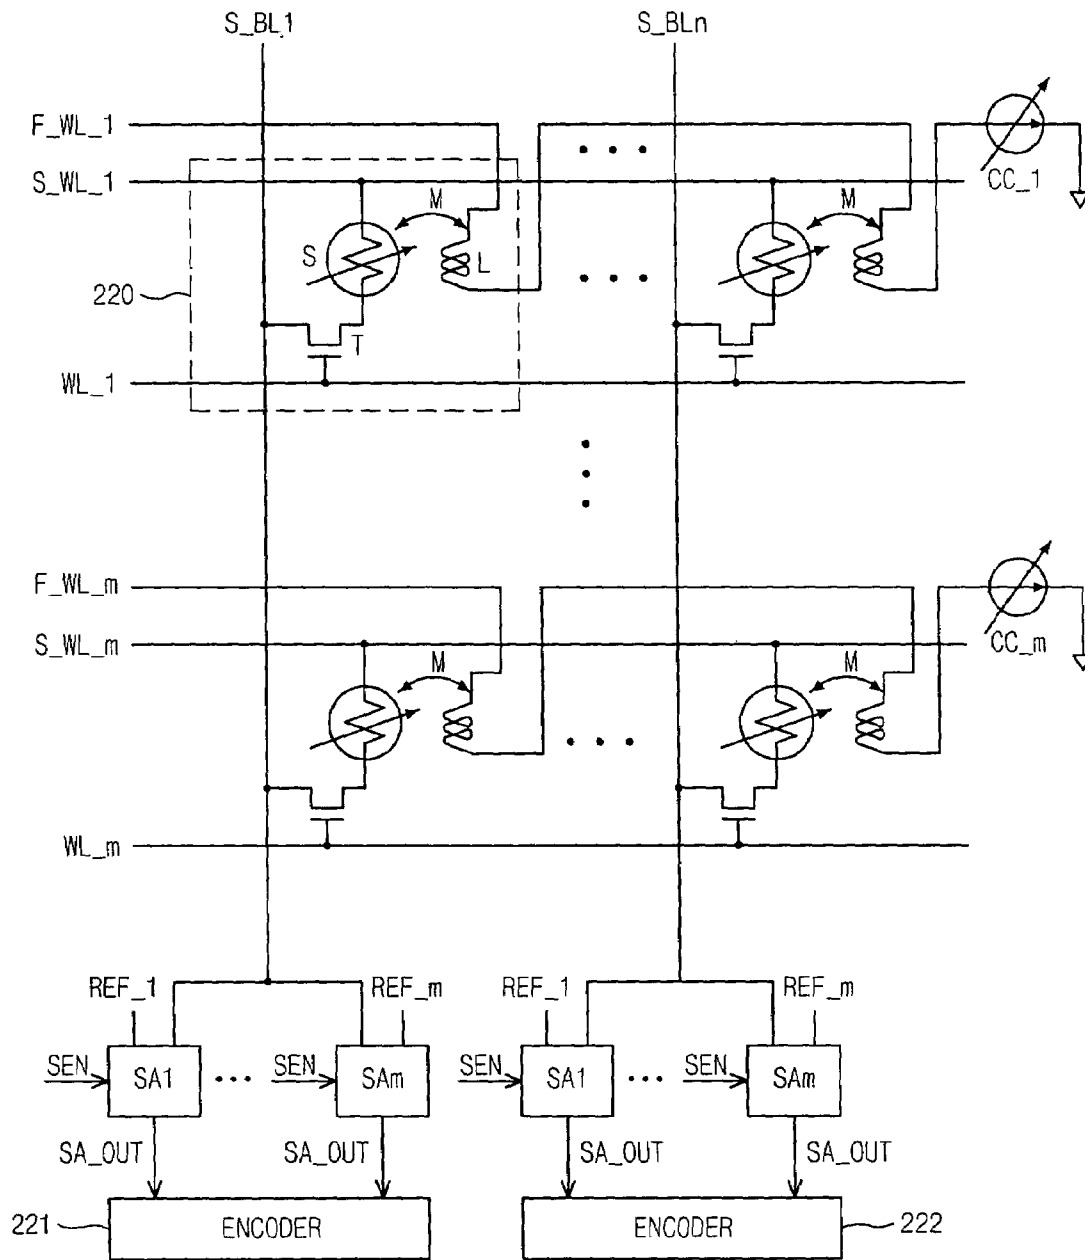 S_BL1 S_BLn
F_WL_1
S_WL_1
CC_1
M M
S L
220
T
WL_1
F_WL_m
S_WL_m
CC_m
M M
WL_m
REF_1 REF_m REF_1 REF_m
SEN SA1 SEN SAm SEN SA1 SEN SAm
SA_OUT SA_OUT SA_OUT SA_OUT
221 ENCODER ENCODER 222